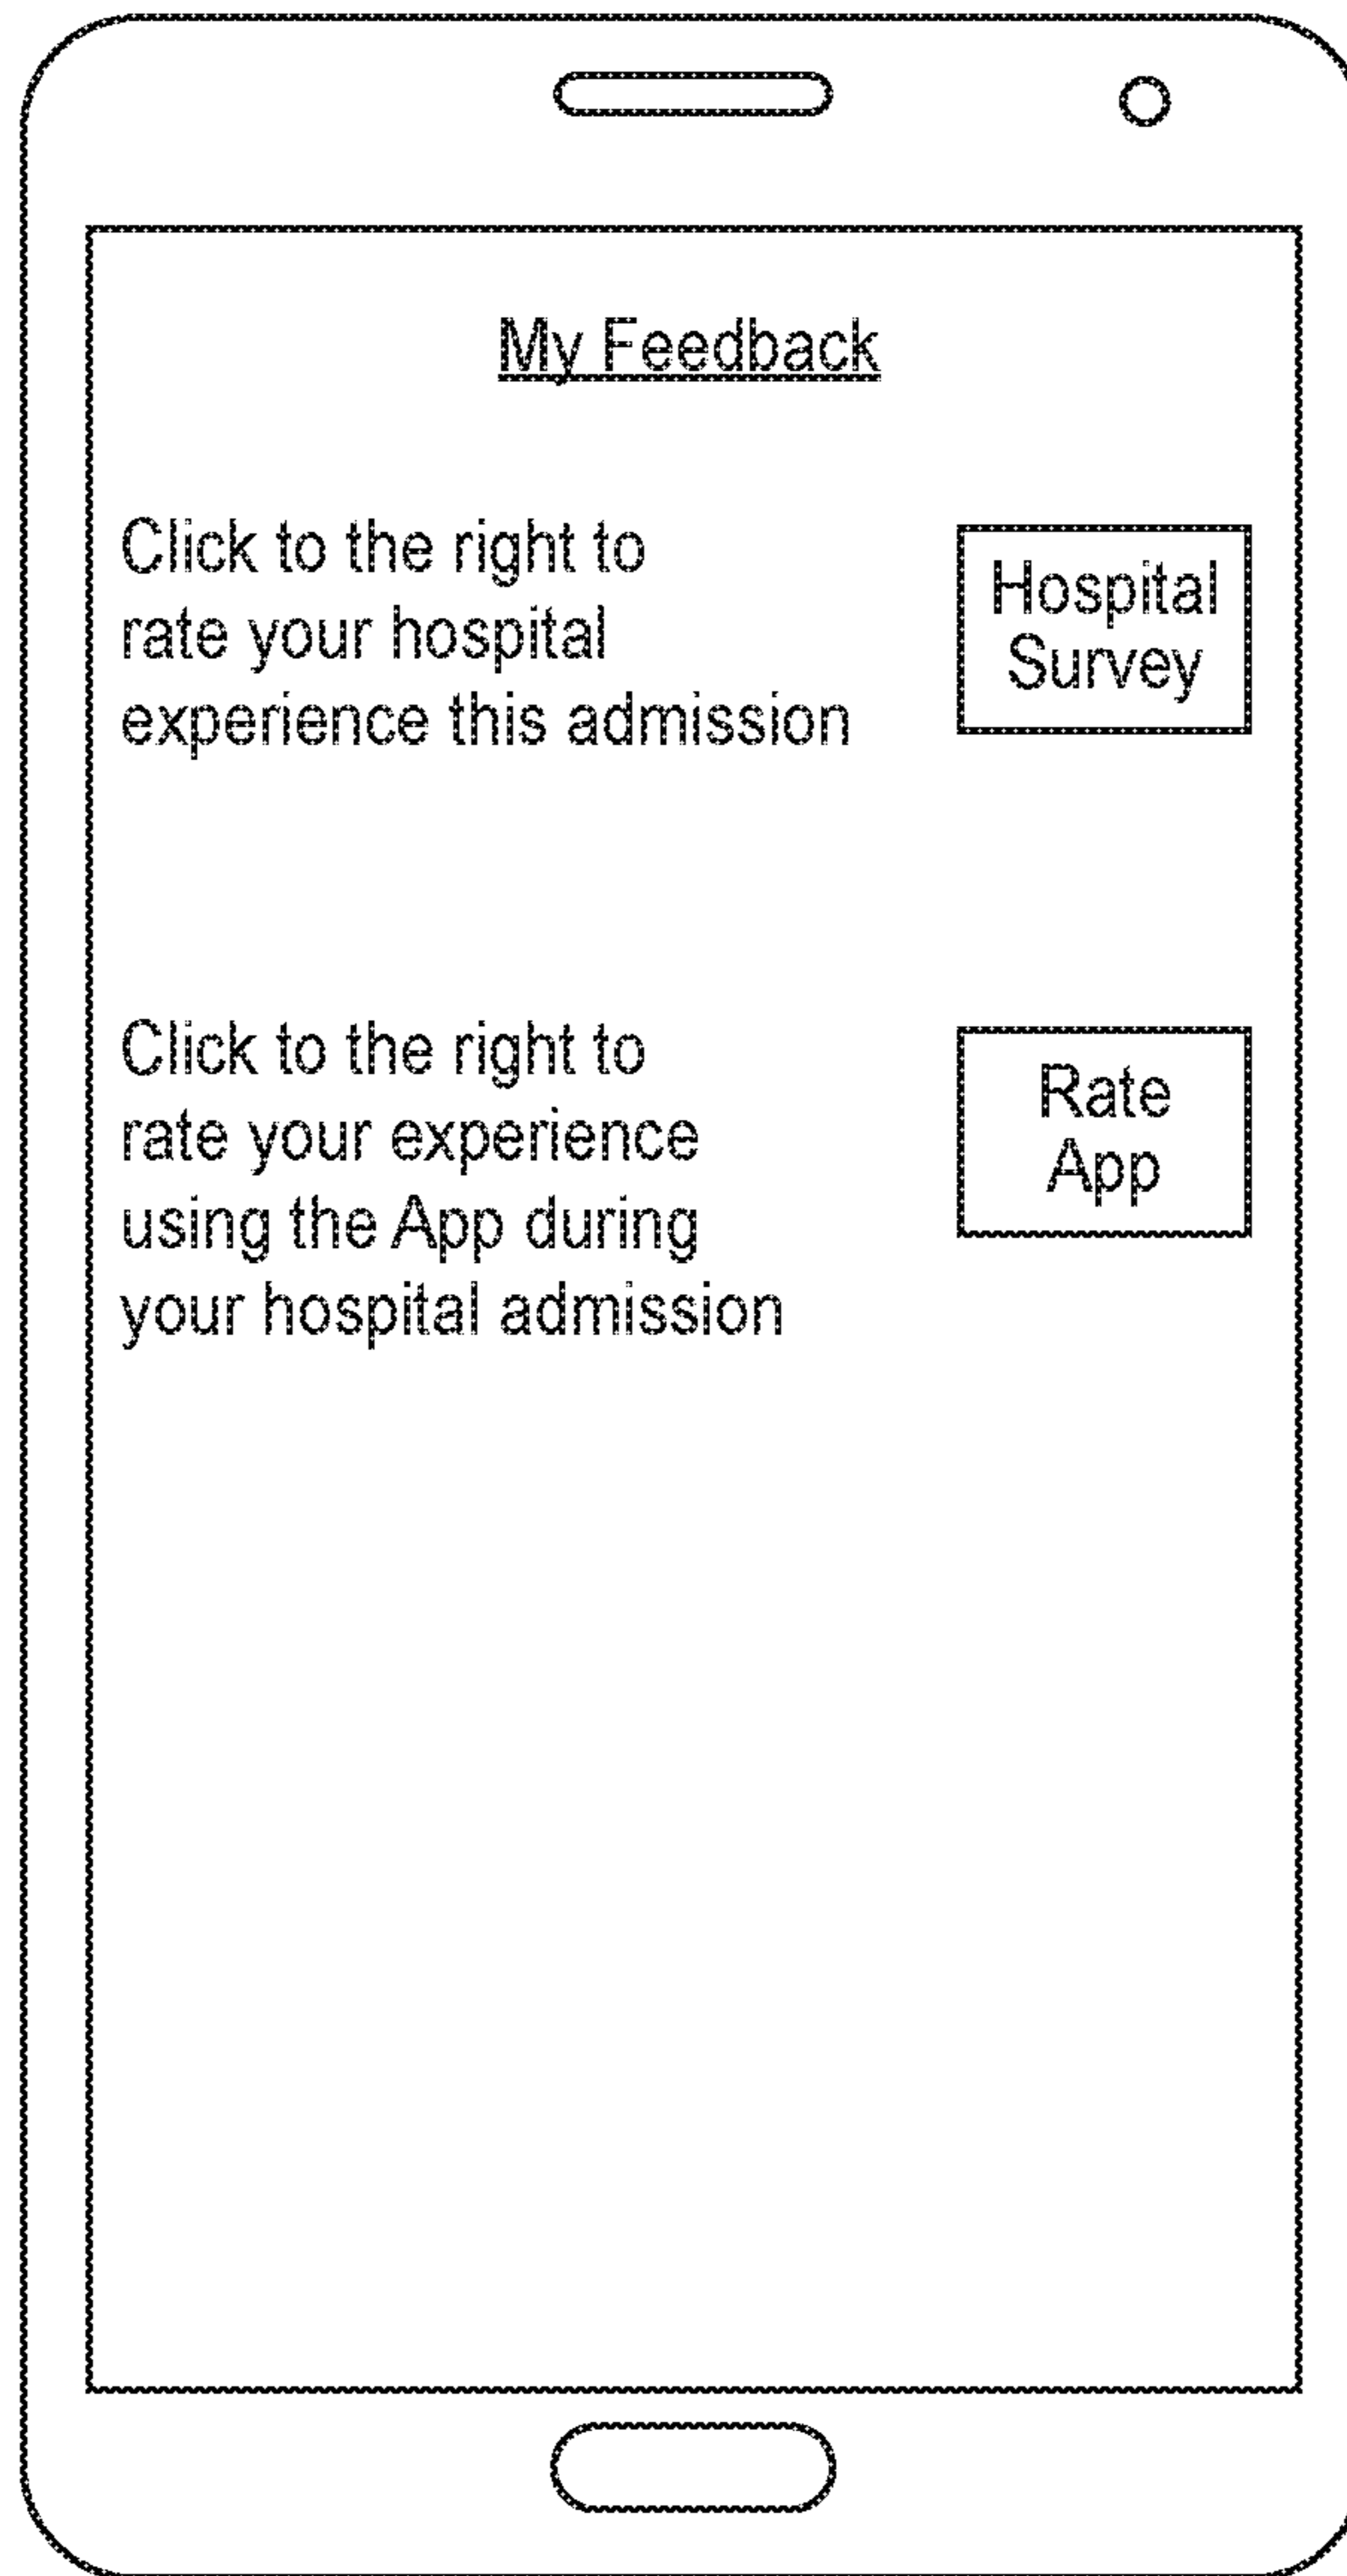 My Feedback
Click to the right to
rate your hospital
experience this admission
Hospital
Survey
Click to the right to
rate your experience
using the App during
your hospital admission
Rate
App